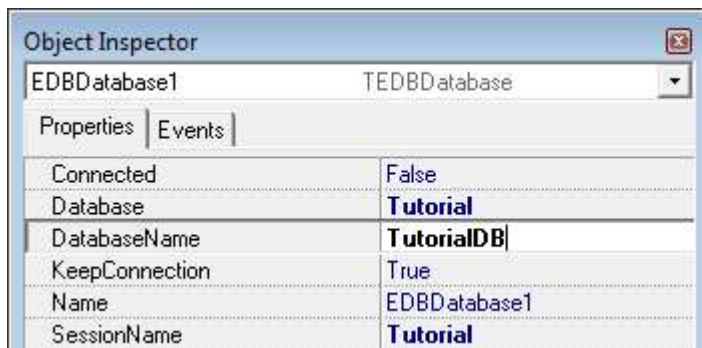 Object Inspector
EDBDatabase1 TEDBDatabase
Properties Events
Connected False
Database Tutorial
DatabaseName TutorialDB
KeepConnection True
Name EDBDatabase1
SessionName Tutorial